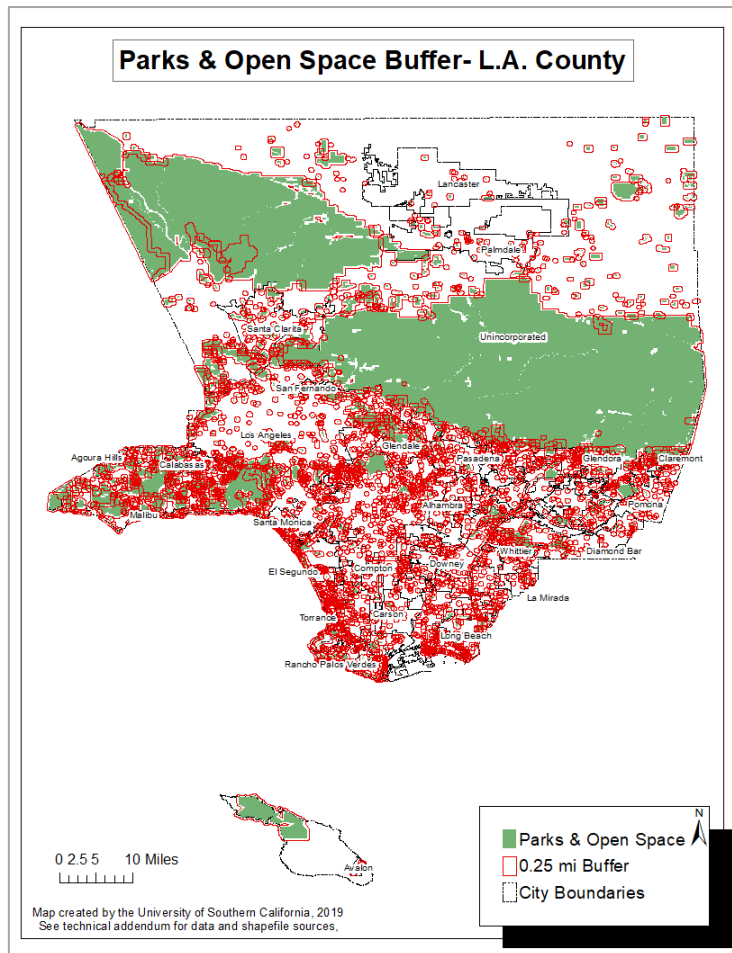 Parks & Open Space Buffer- L.A. County
Lancaster
Palmdale
Santa Clarita
Unincorporated
San Fernando
Los Angeles
Glendale
Agoura Hills
Calabasas
Pasadena
Glendora
Claremont
Malibu
Alhambra
Pomona
Santa Monica
Whittier
Diamond Bar
El Segundo
Compton
Downey
La Mirada
Torrance
Carson
Long Beach
Rancho Palos Verdes
Avalon
N
Parks & Open Space
0.25 mi Buffer
City Boundaries
0 2.5 5 10 Miles
Map created by the University of Southern California, 2019
See technical addendum for data and shapefile sources,